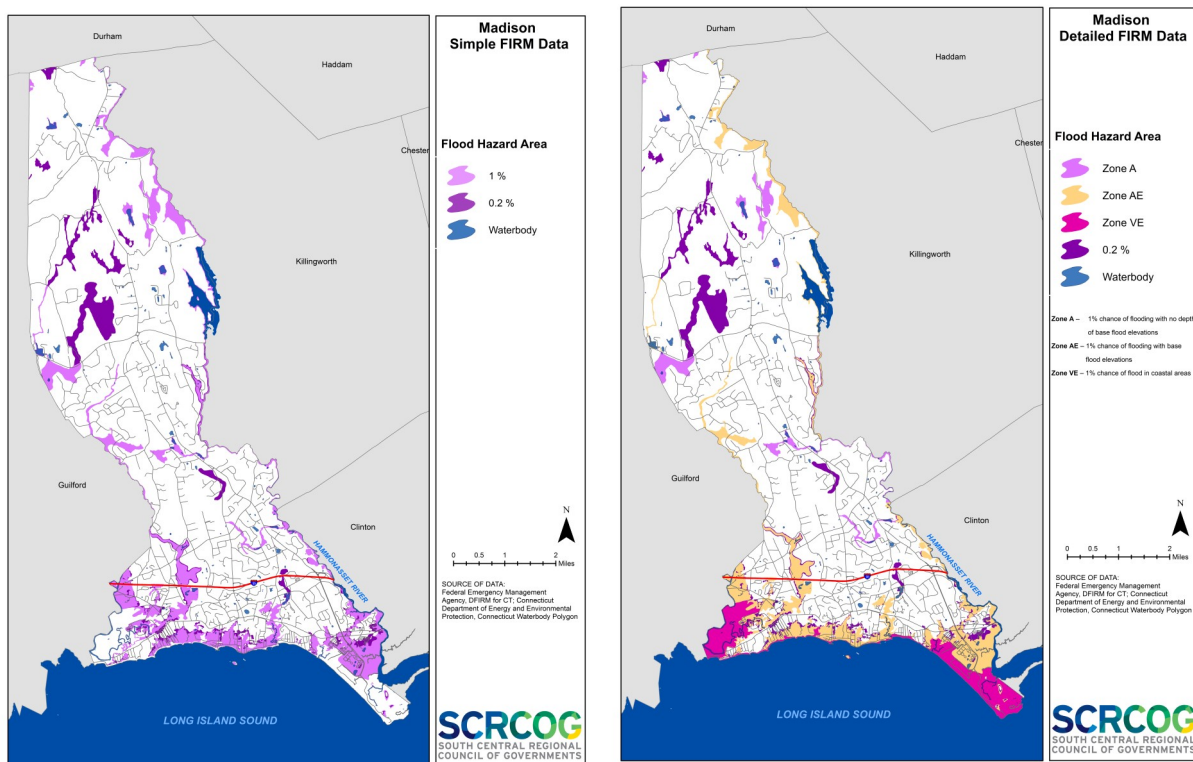 Madison
Simple FIRM Data
Durham
Haddam
Chester
Flood Hazard Area
1 %
0.2 %
Waterbody
Killingworth
Guilford
Clinton
HAMMONASSET RIVER
N
0 0.5 1 2
Miles
SOURCE OF DATA:
Federal Emergency Management
Agency, DFIRM for CT; Connecticut
Department of Energy and Environmental
Protection, Connecticut Waterbody Polygon
LONG ISLAND SOUND
SCRCOG
SOUTH CENTRAL REGIONAL
COUNCIL OF GOVERNMENTS
Madison
Detailed FIRM Data
Durham
Haddam
Chester
Flood Hazard Area
Zone A
Zone AE
Zone VE
0.2 %
Waterbody
Zone A – 1% chance of flooding with no depth
of base flood elevations
Zone AE – 1% chance of flooding with base
flood elevations
Zone VE – 1% chance of flood in coastal areas
Killingworth
Guilford
Clinton
HAMMONASSET RIVER
N
0 0.5 1 2
Miles
SOURCE OF DATA:
Federal Emergency Management
Agency, DFIRM for CT; Connecticut
Department of Energy and Environmental
Protection, Connecticut Waterbody Polygon
LONG ISLAND SOUND
SCRCOG
SOUTH CENTRAL REGIONAL
COUNCIL OF GOVERNMENTS